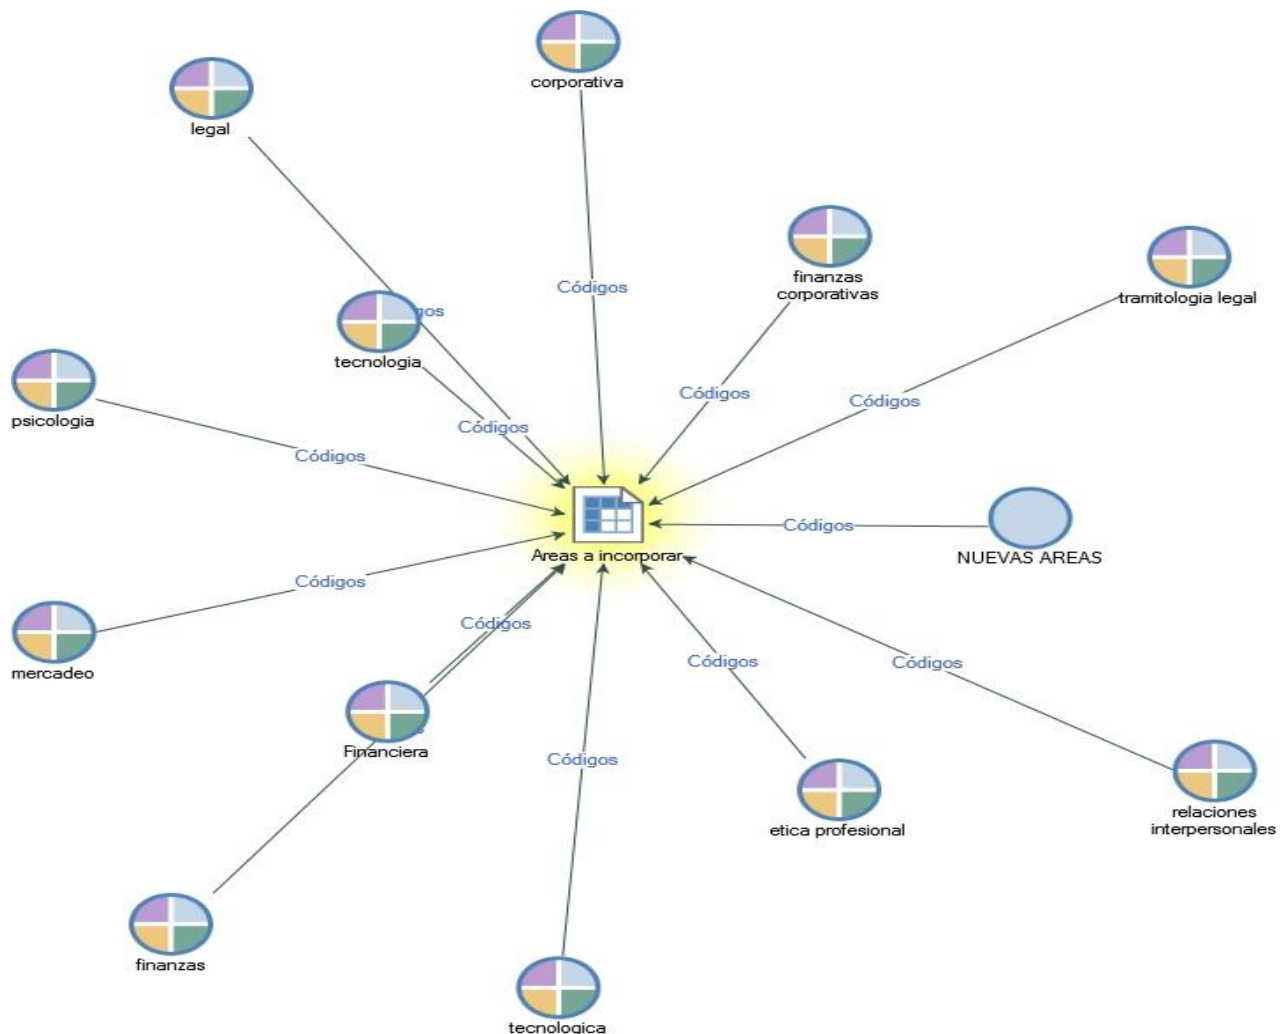 corporativa
legal
finanzas
corporativas
tramitologia legal
Códigos
gos
tecnologia
Códigos
Códigos
psicologia
Códigos
Códigos
Códigos
NUEVAS AREAS
Areas a incorporar
Códigos
Códigos
mercadeo
Códigos
Códigos
Códigos
Financiera
Códigos
relaciones
interpersonales
etica profesional
finanzas
tecnologica